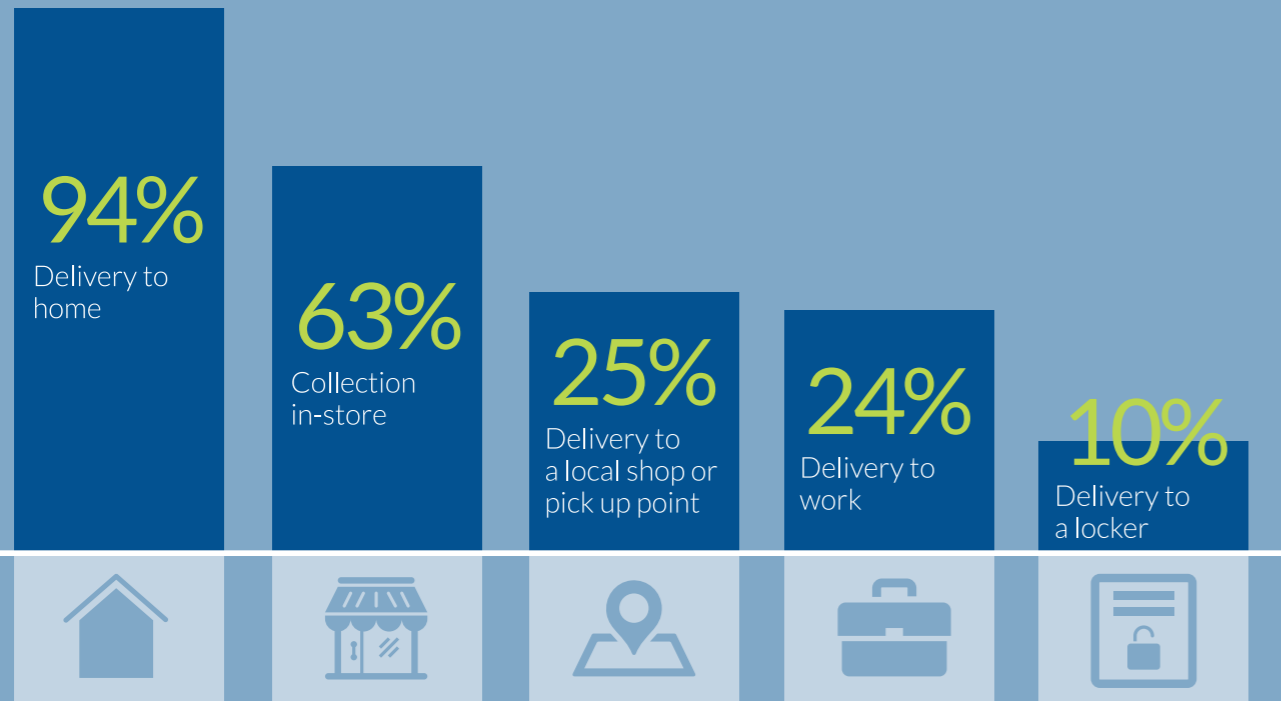 94%
Delivery to
home
63%
Collection
in-store
25%
Delivery to
a local shop or
pick up point
24%
Delivery to
work
10%
Delivery to
a locker